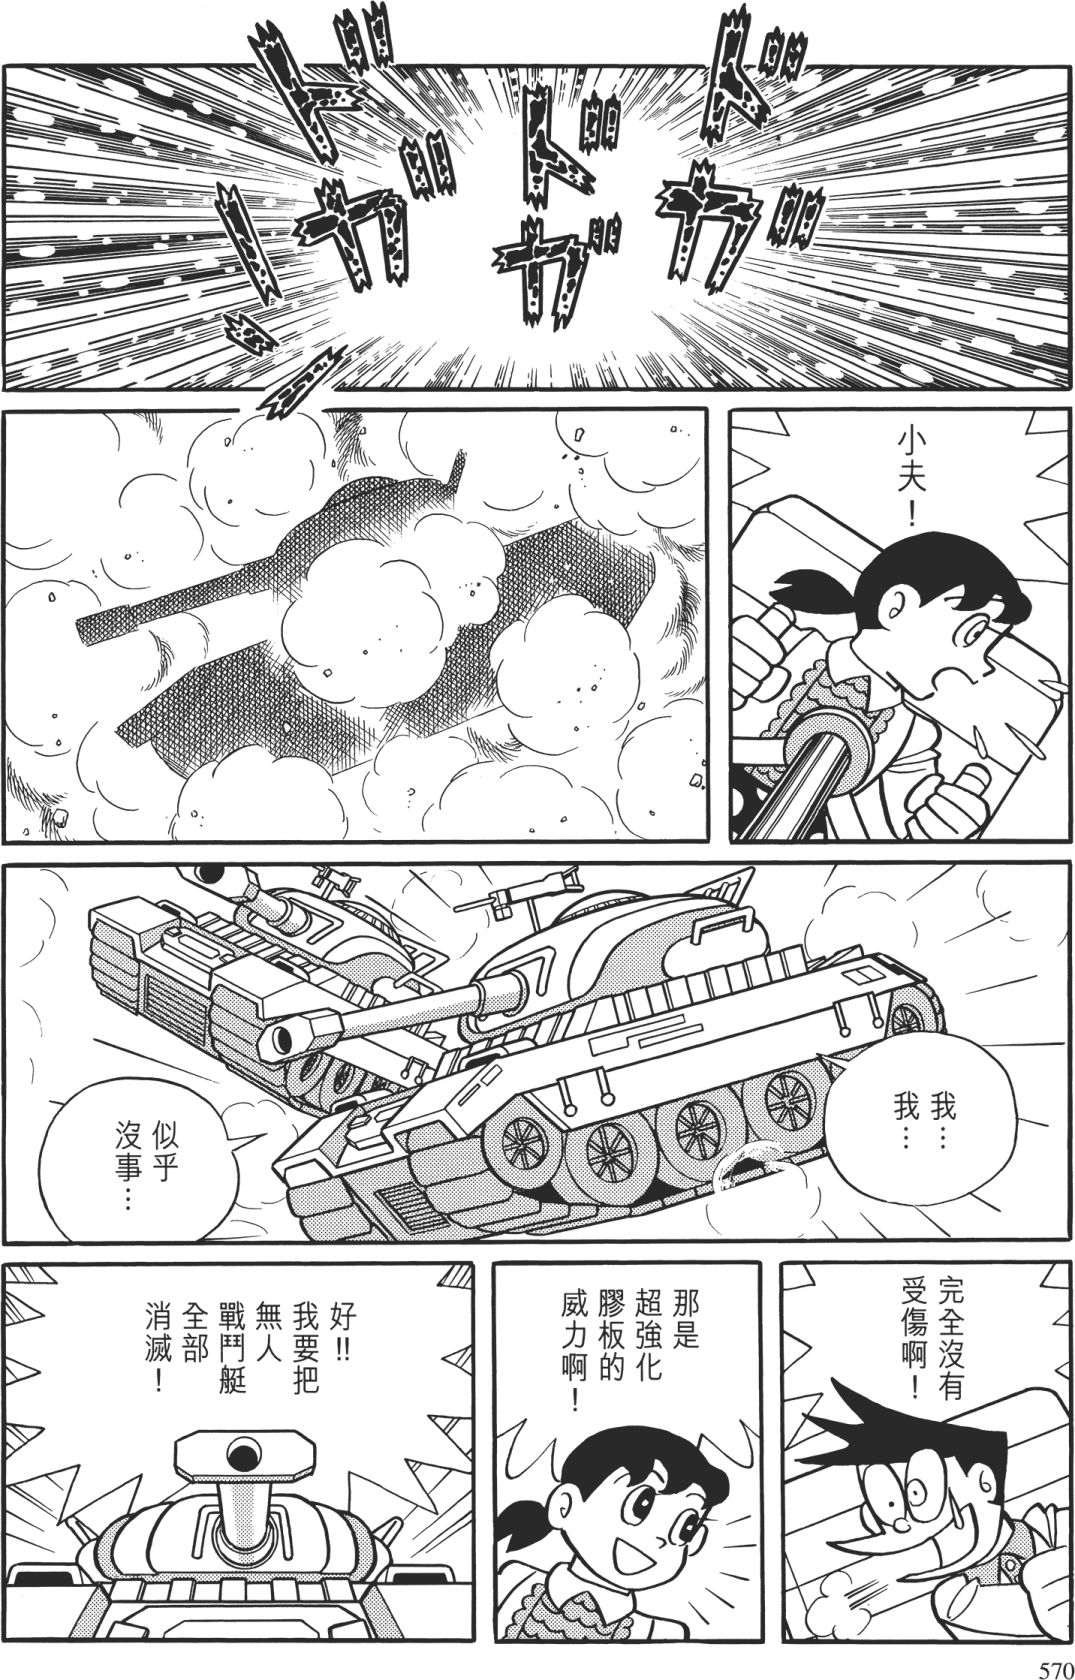 ドドド
ガガガ
小夫！
我…
我…
似乎
沒事…
完全沒有
受傷啊！
那是
超強化
膠板的
威力啊！
好！！
我要把
無人
戰鬥艇
全部
消滅！
570